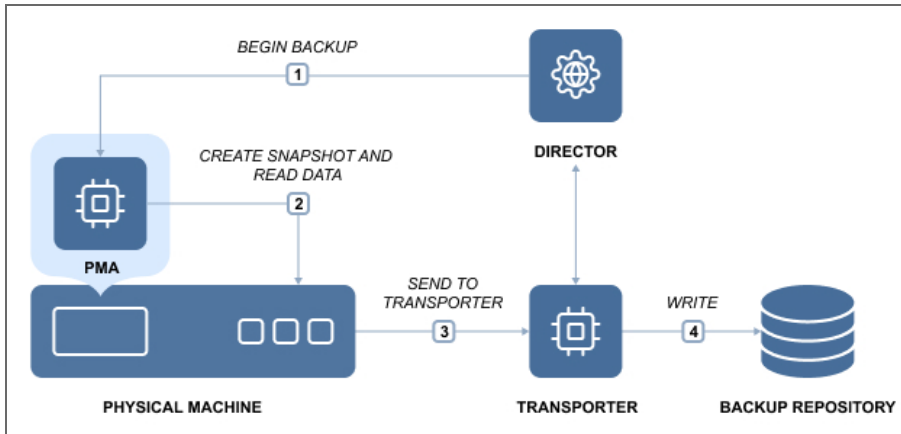 BEGIN BACKUP
1
DIRECTOR
CREATE SNAPSHOT AND
READ DATA
2
PMA
SEND TO
TRANSPORTER
3
WRITE
4
PHYSICAL MACHINE
TRANSPORTER
BACKUP REPOSITORY